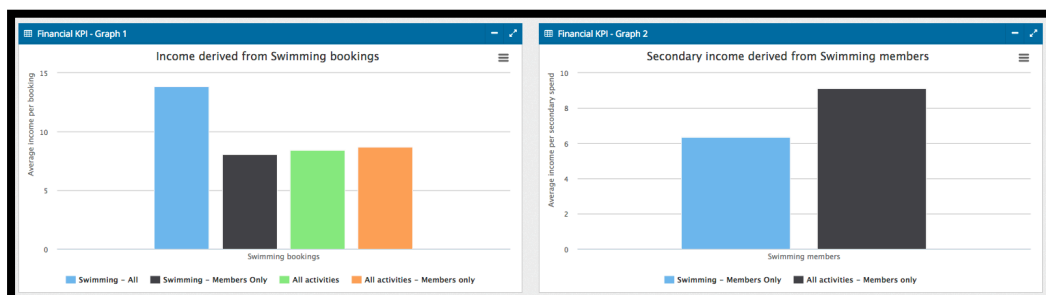 Financial KPI - Graph 1
Income derived from Swimming bookings
Average income per booking
15
10
5
0
Swimming bookings
Swimming - All
Swimming - Members Only
All activities
All activities - Members only
Financial KPI - Graph 2
Secondary income derived from Swimming members
Average income per secondary spend
10
8
6
4
2
0
Swimming members
Swimming - Members Only
All activities - Members only